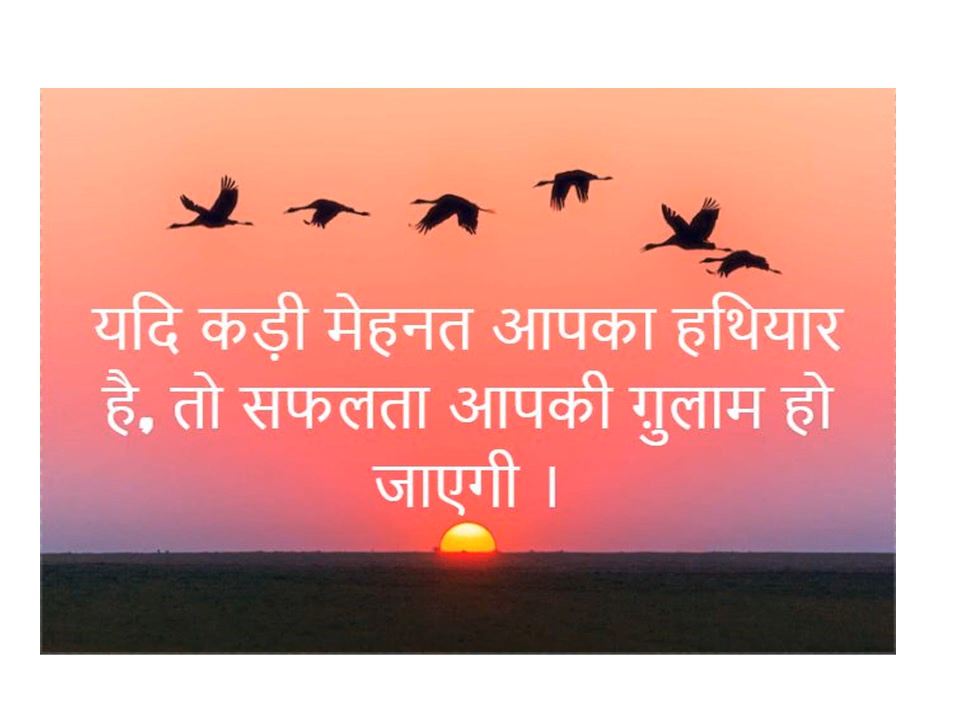 यदि कड़ी मेहनत आपका हथियार
है, तो सफलता आपकी ग़ुलाम हो
जाएगी ।